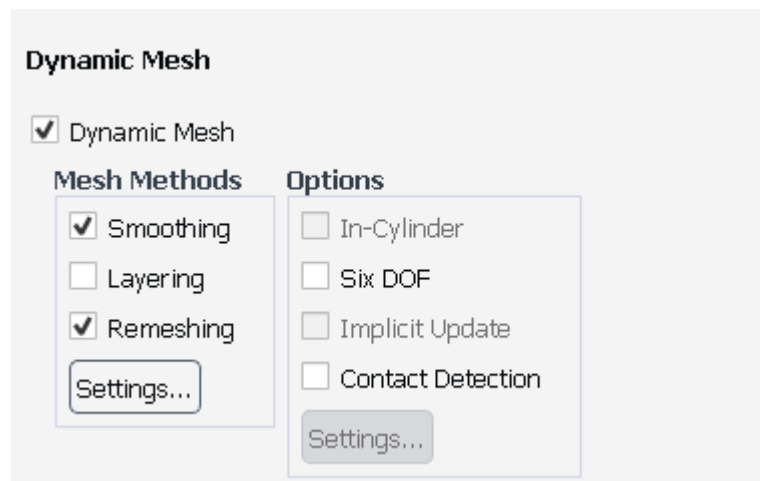 Dynamic Mesh
Dynamic Mesh
Mesh Methods
Smoothing
Layering
Remeshing
Settings...
Options
In-Cylinder
Six DOF
Implicit Update
Contact Detection
Settings...